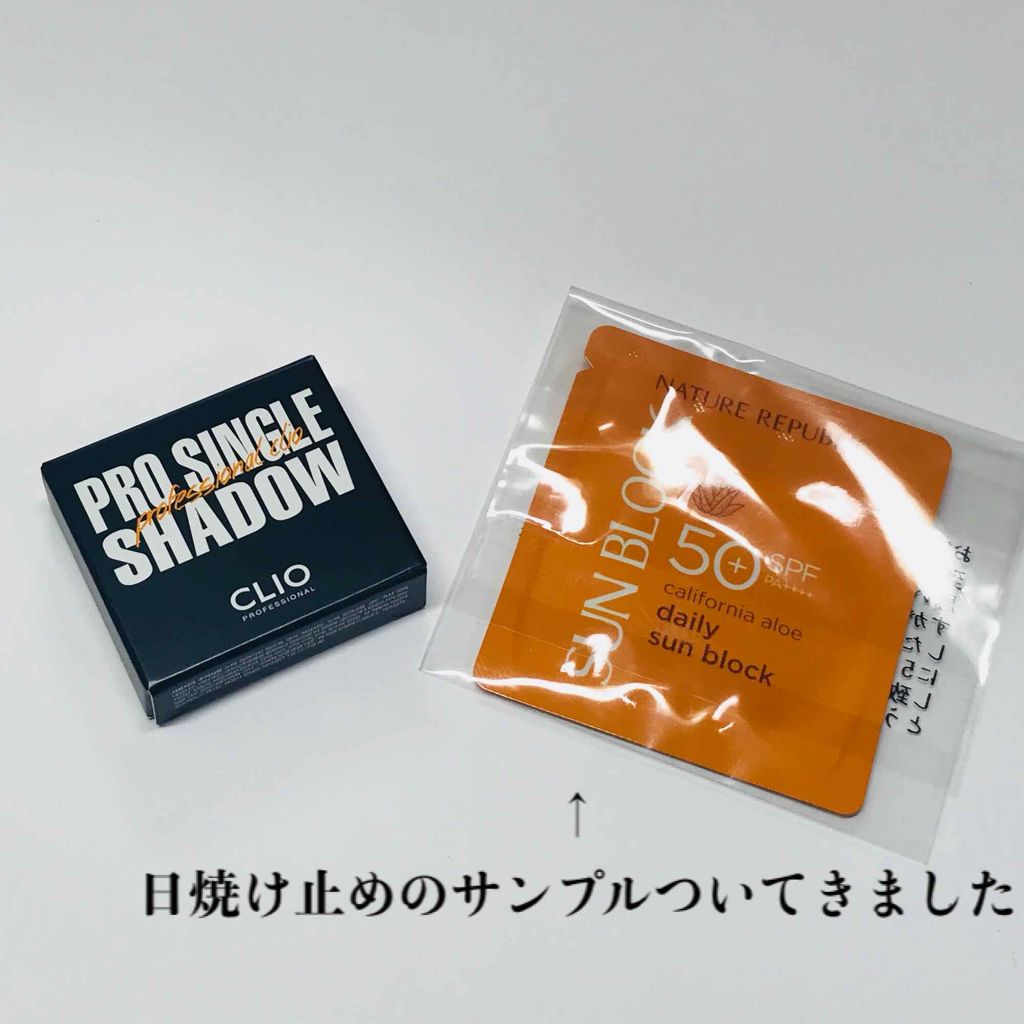 PRO SINGLE
professional clio
SHADOW
CLIO
PROFESSIONAL
NATURE REPUBLIC
SUN BLOCK
50+ SPF
PA++++
california aloe
daily
sun block
↑
日焼け止めのサンプルついてきました